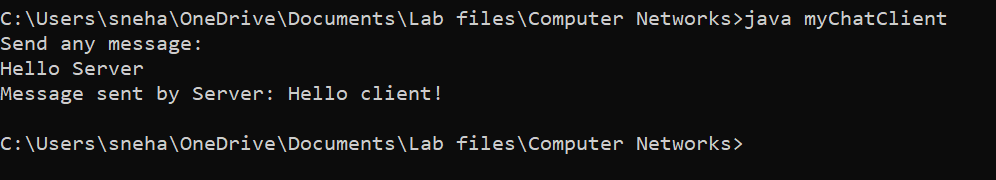 C:\Users\sneha\OneDrive\Documents\Lab files\Computer Networks>java myChatClient
Send any message:
Hello Server
Message sent by Server: Hello client!
C:\Users\sneha\OneDrive\Documents\Lab files\Computer Networks>